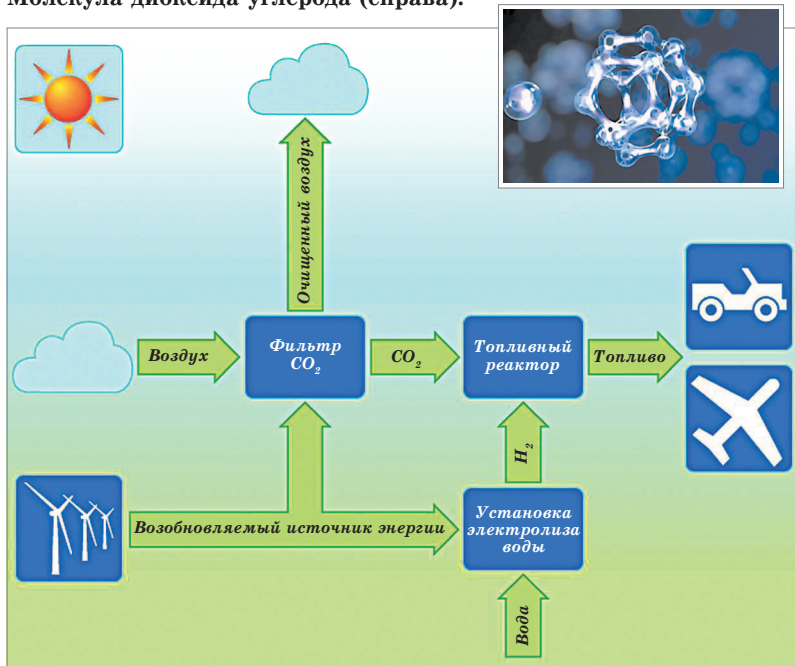 Молекула диоксида углерода (справа).
Очищенный воздух
Воздух
Фильтр
CO₂
CO₂
Топливный
реактор
Топливо
H₂
Возобновляемый источник энергии
Установка
электролиза
воды
Вода